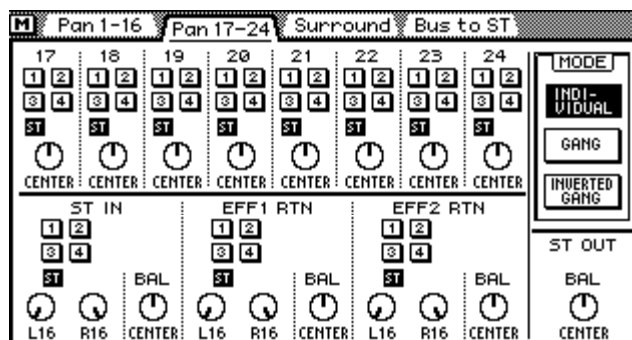 M Pan 1-16 Pan 17-24 Surround Bus to ST
17 18 19 20 21 22 23 24
1 2 1 2 1 2 1 2 1 2 1 2 1 2 1 2
3 4 3 4 3 4 3 4 3 4 3 4 3 4 3 4
ST ST ST ST ST ST ST ST
CENTER CENTER CENTER CENTER CENTER CENTER CENTER CENTER
MODE
INDI-
VIDUAL
GANG
INVERTED
GANG
ST IN EFF1 RTN EFF2 RTN
1 2 1 2 1 2
3 4 3 4 3 4
ST BAL ST BAL ST BAL
L16 R16 CENTER L16 R16 CENTER L16 R16 CENTER
ST OUT
BAL
CENTER